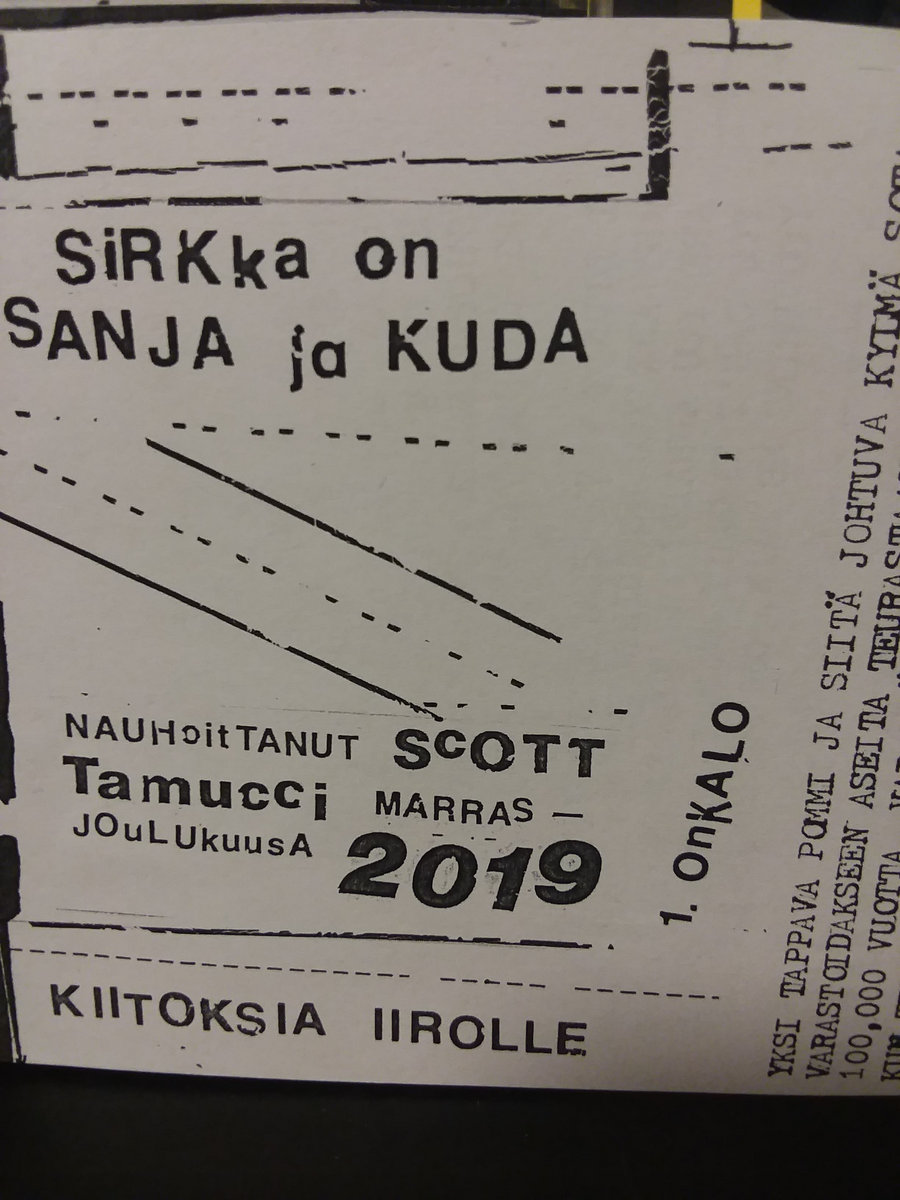 SiRKka on
SANJA ja KUDA
NAUHoitTANUT SCOTT
Tamucci MARRAS –
JOuLUkuusA 2019
KIITOKSIA IIROLLE
1. OnKALO
YKSI TAPPAVA POMMI JA SIITÄ JOHTUVA KYLMÄ
VARASTOIDAKSEEN ASEITA
100,000 VUOTTA
KUN